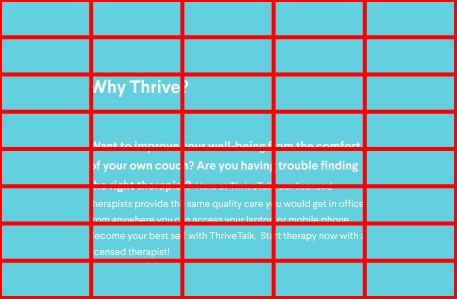 Why Thrive?
Want to improve your well-being from the comfort
of your own couch? Are you having trouble finding
the right therapist? Here at ThriveTalk our licensed
therapists provide the same quality care you would get in office
from anywhere you can access your laptop or mobile phone.
Become your best self with ThriveTalk. Start therapy now with a
licensed therapist!